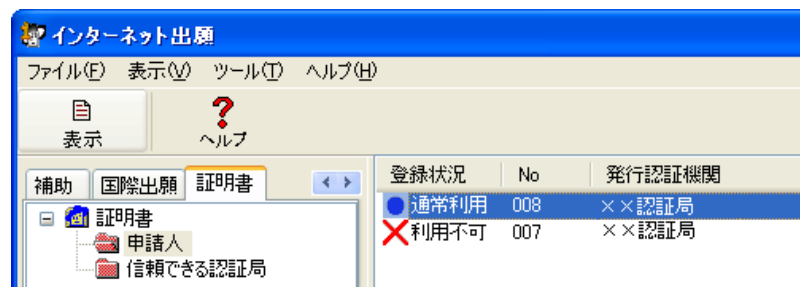 インターネット出願
ファイル(F) 表示(V) ツール(T) ヘルプ(H)
表示 ヘルプ
補助 国際出願 証明書
証明書
申請人
信頼できる認証局
登録状況 No 発行認証機関
通常利用 008 ××認証局
利用不可 007 ××認証局